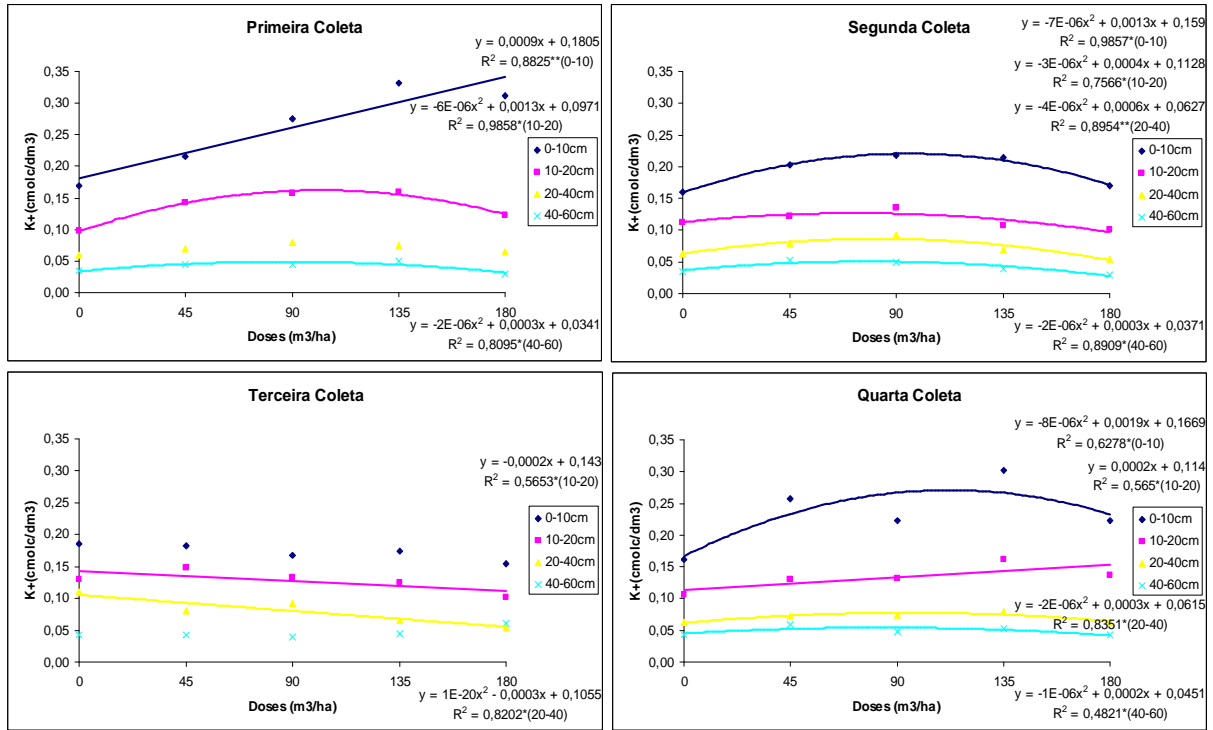 Primeira Coleta
y = 0,0009x + 0,1805
R² = 0,8825**(0-10)
y = -6E-06x² + 0,0013x + 0,0971
R² = 0,9858*(10-20)
K+(cmolc/dm3)
0,35
0,30
0,25
0,20
0,15
0,10
0,05
0,00
0-10cm
10-20cm
20-40cm
40-60cm
0 45 90 135 180
Doses (m3/ha)
y = -2E-06x² + 0,0003x + 0,0341
R² = 0,8095*(40-60)
Segunda Coleta
y = -7E-06x² + 0,0013x + 0,159
R² = 0,9857*(0-10)
y = -3E-06x² + 0,0004x + 0,1128
R² = 0,7566*(10-20)
y = -4E-06x² + 0,0006x + 0,0627
R² = 0,8954**(20-40)
K+(cmolc/dm3)
0,35
0,30
0,25
0,20
0,15
0,10
0,05
0,00
0-10cm
10-20cm
20-40cm
40-60cm
0 45 90 135 180
Doses (m3/ha)
y = -2E-06x² + 0,0003x + 0,0371
R² = 0,8909*(40-60)
Terceira Coleta
y = -0,0002x + 0,143
R² = 0,5653*(10-20)
K+(cmolc/dm3)
0,35
0,30
0,25
0,20
0,15
0,10
0,05
0,00
0-10cm
10-20cm
20-40cm
40-60cm
0 45 90 135 180
Doses (m3/ha)
y = 1E-20x² - 0,0003x + 0,1055
R² = 0,8202*(20-40)
Quarta Coleta
y = -8E-06x² + 0,0019x + 0,1669
R² = 0,6278*(0-10)
y = 0,0002x + 0,114
R² = 0,565*(10-20)
K+(cmolc/dm3)
0,35
0,30
0,25
0,20
0,15
0,10
0,05
0,00
0-10cm
10-20cm
20-40cm
40-60cm
y = -2E-06x² + 0,0003x + 0,0615
R² = 0,8351*(20-40)
0 45 90 135 180
Doses (m3/ha)
y = -1E-06x² + 0,0002x + 0,0451
R² = 0,4821*(40-60)